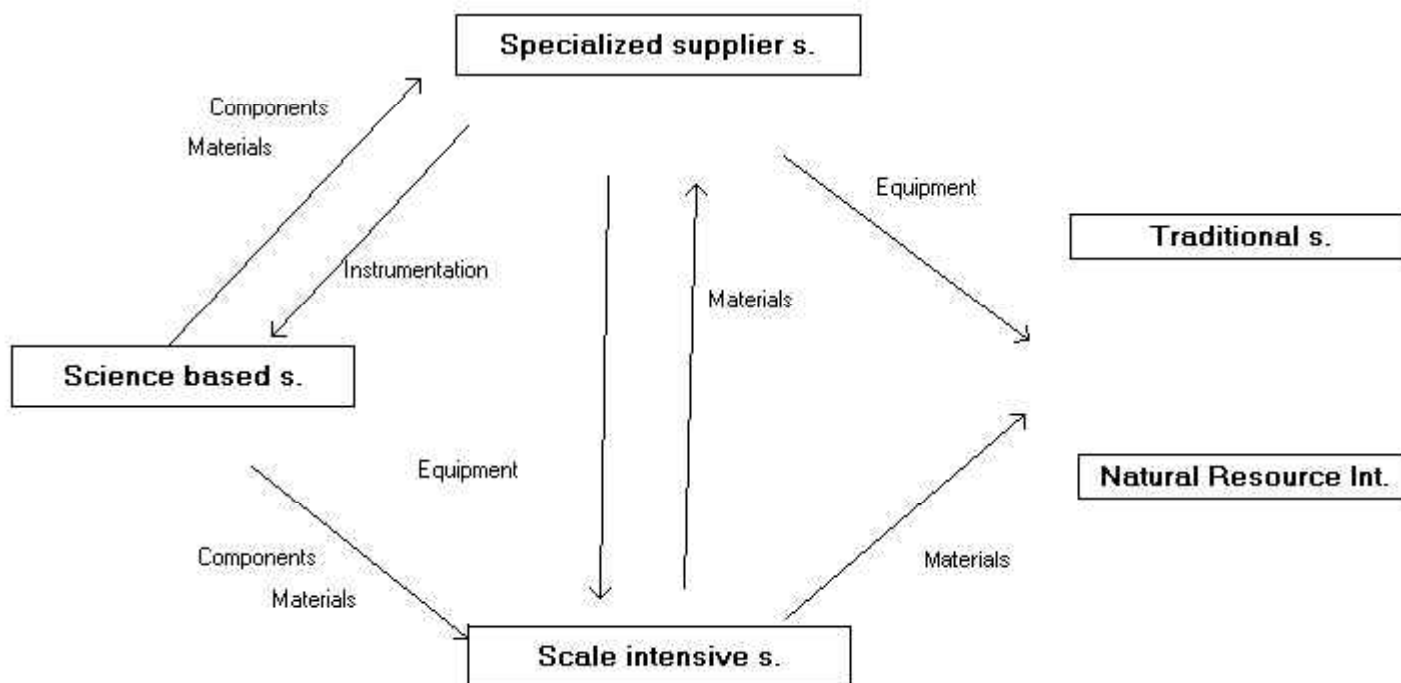 Specialized supplier s.
Components
Materials
Equipment
Traditional s.
Instrumentation
Materials
Science based s.
Equipment
Natural Resource Int.
Components
Materials
Materials
Scale intensive s.